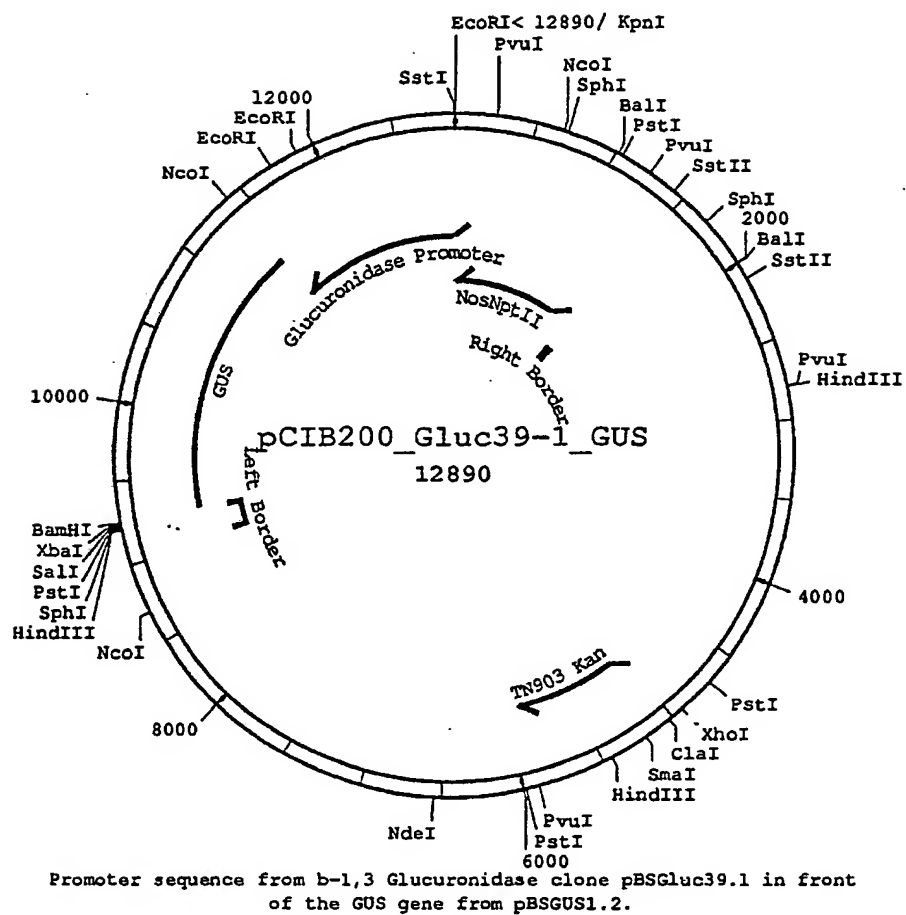 EcoRI< 12890/ KpnI
PvuI
SstI
NcoI
SphI
12000
BalI
EcoRI
PstI
EcoRI
PvuI
NcoI
SstII
SphI
2000
BalI
SstII
Glucuronidase Promoter
NosNptII
Right Border
PvuI
HindIII
GUS
10000
pCIB200_Gluc39-1_GUS
12890
Left Border
BamHI
XbaI
SalI
PstI
SphI
HindIII
NcoI
4000
TN903 Kan
PstI
XhoI
8000
ClaI
SmaI
HindIII
NdeI
PvuI
PstI
6000
Promoter sequence from b-1,3 Glucuronidase clone pBSGluc39.1 in front
of the GUS gene from pBSGUS1.2.